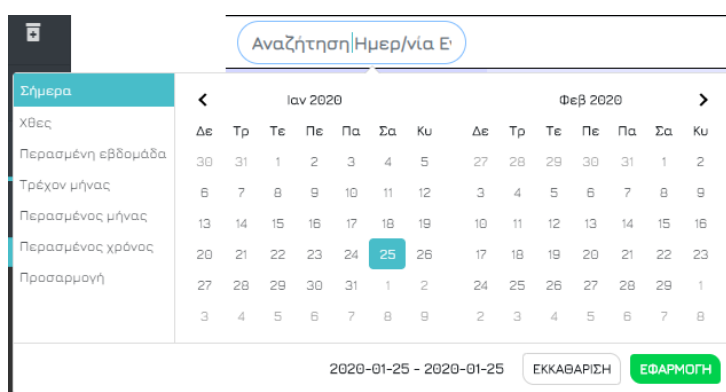 Αναζήτηση Ημερ/νία Ε
Σήμερα
Χθες
Περασμένη εβδομάδα
Τρέχον μήνας
Περασμένος μήνας
Περασμένος χρόνος
Προσαρμογή
Ιαν 2020
Δε Τρ Τε Πε Πα Σα Κυ
30 31 1 2 3 4 5
6 7 8 9 10 11 12
13 14 15 16 17 18 19
20 21 22 23 24 25 26
27 28 29 30 31 1 2
3 4 5 6 7 8 9
Φεβ 2020
Δε Τρ Τε Πε Πα Σα Κυ
27 28 29 30 31 1 2
3 4 5 6 7 8 9
10 11 12 13 14 15 16
17 18 19 20 21 22 23
24 25 26 27 28 29 1
2 3 4 5 6 7 8
2020-01-25 - 2020-01-25 ΕΚΚΑΘΑΡΙΣΗ ΕΦΑΡΜΟΓΗ